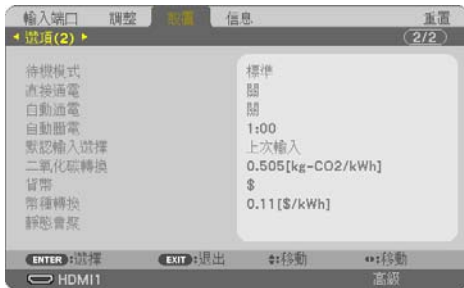 輸入端口 調整 設置 信息 重置
選項(2) 2/2
待機模式 標準
直接通電 關
自動通電 關
自動斷電 1:00
默認輸入選擇 上次輸入
二氧化碳轉換 0.505[kg-CO2/kWh]
貨幣 $
幣種轉換 0.11[$/kWh]
靜態會聚
ENTER:選擇 EXIT:退出 :移動 :移動
HDMI1 高級